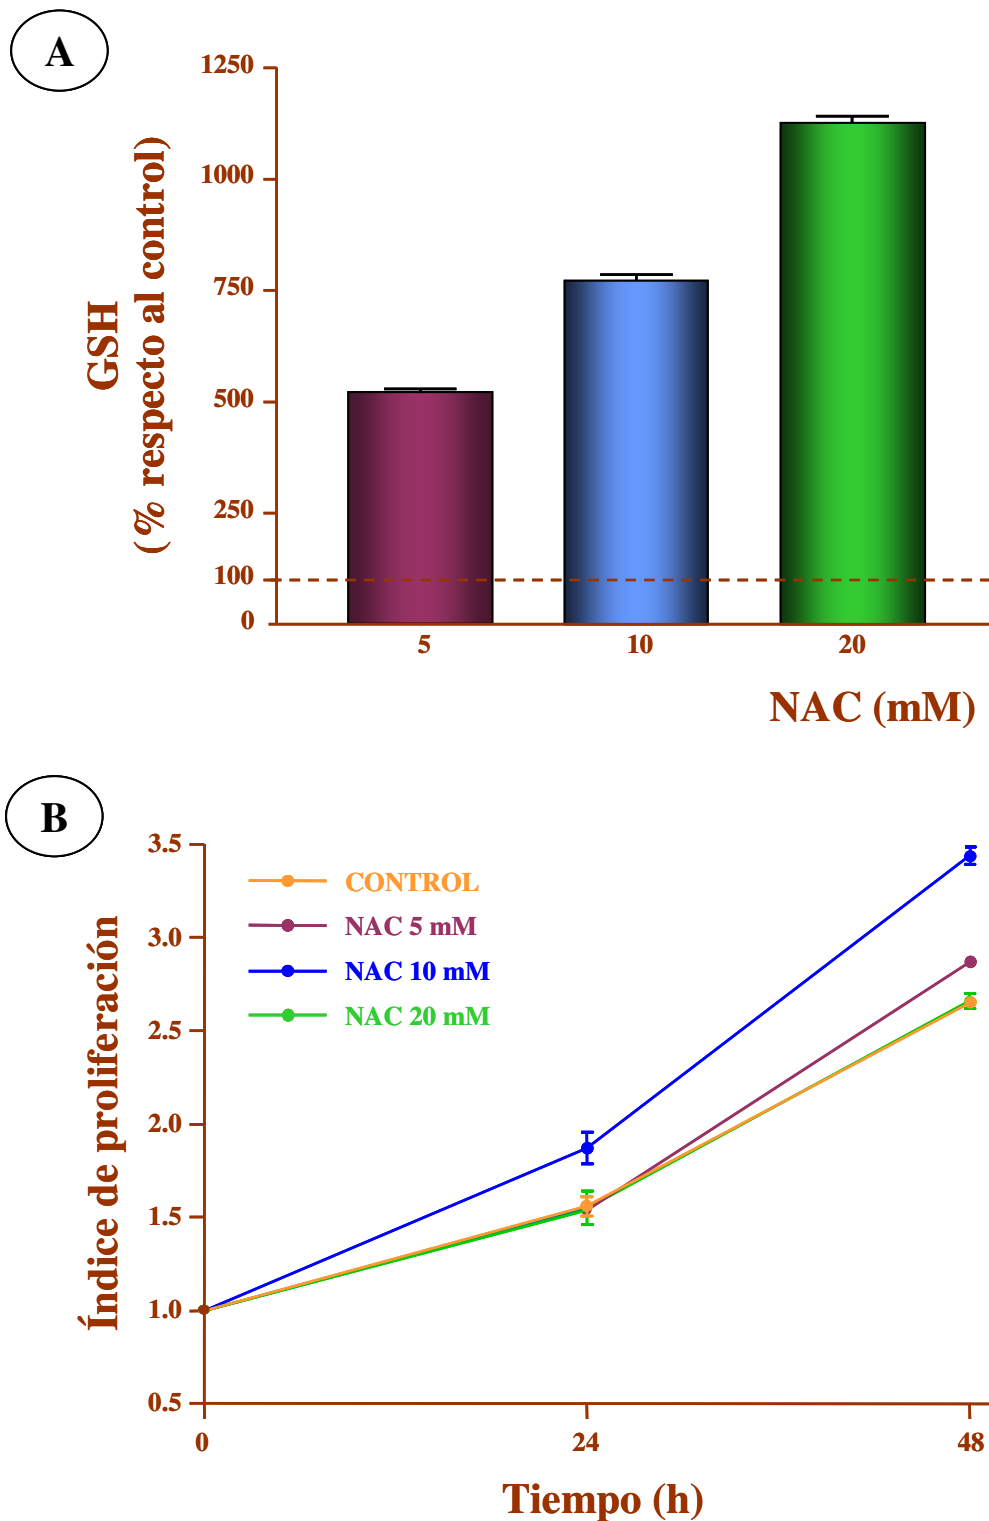 A
1250
1000
750
500
250
100
0
GSH
(% respecto al control)
5 10 20
NAC (mM)
B
3.5
3.0
2.5
2.0
1.5
1.0
0.5
Índice de proliferación
CONTROL
NAC 5 mM
NAC 10 mM
NAC 20 mM
0 24 48
Tiempo (h)